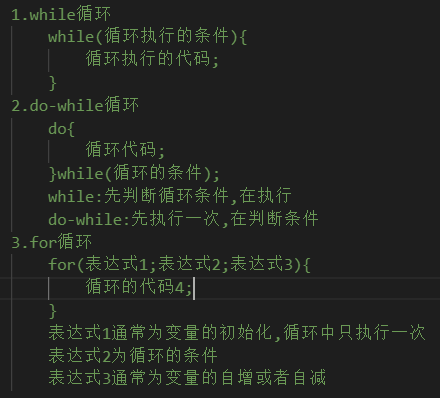 1.while循环
while(循环执行的条件){
循环执行的代码;
}
2.do-while循环
do{
循环代码;
}while(循环的条件);
while:先判断循环条件,在执行
do-while:先执行一次,在判断条件
3.for循环
for(表达式1;表达式2;表达式3){
循环的代码4;
}
表达式1通常为变量的初始化,循环中只执行一次
表达式2为循环的条件
表达式3通常为变量的自增或者自减